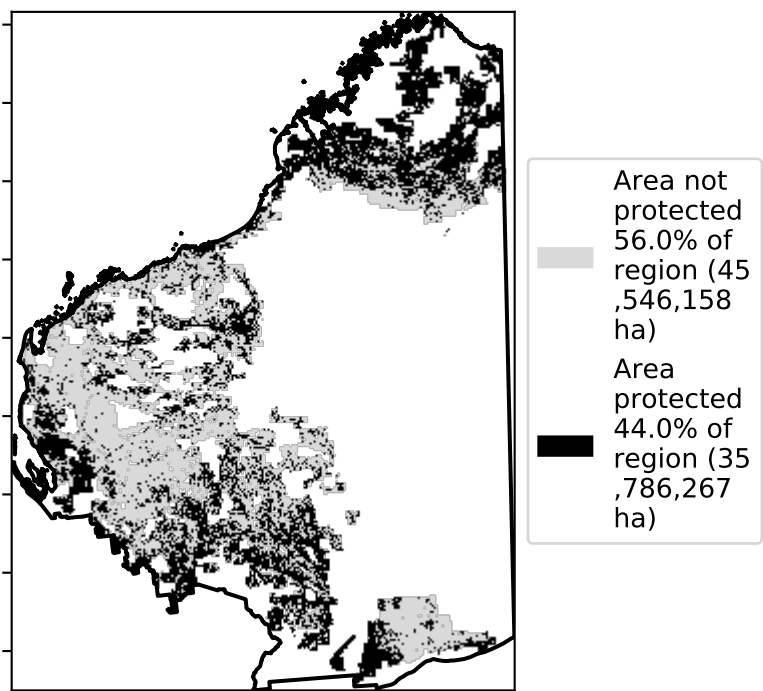 Area not
protected
56.0% of
region (45
,546,158
ha)
Area
protected
44.0% of
region (35
,786,267
ha)